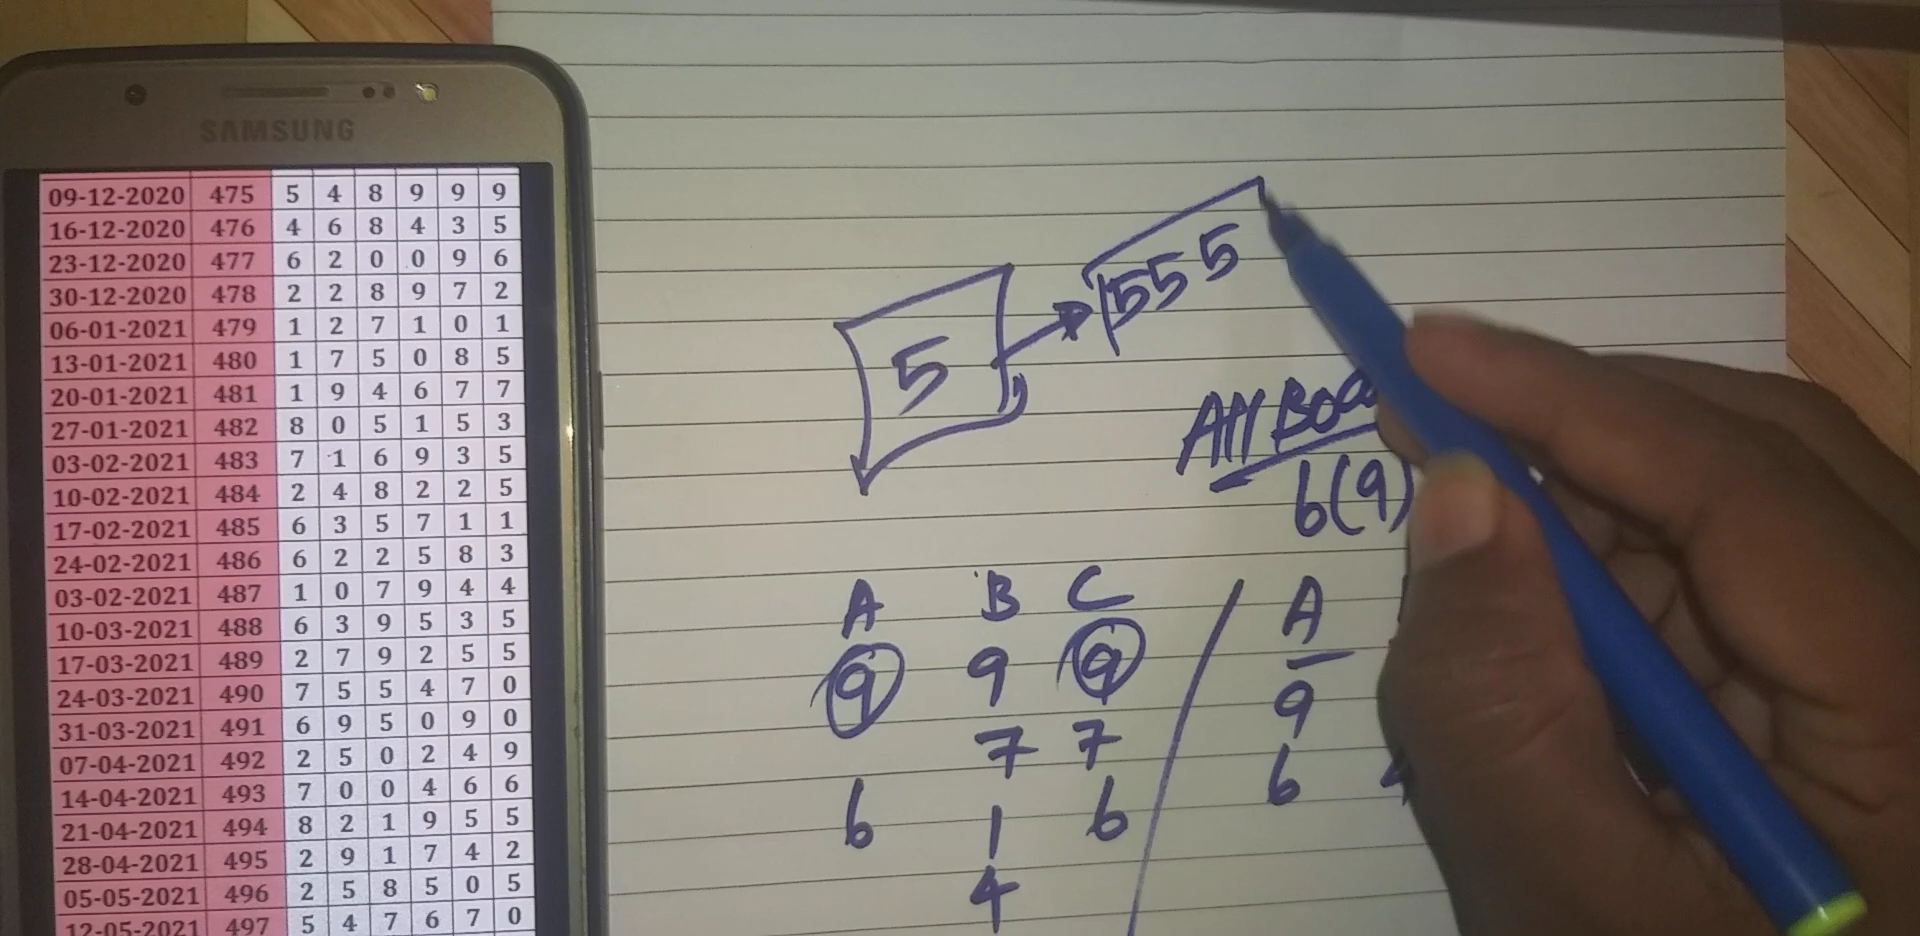 SAMSUNG
09-12-2020 475 5 4 8 9 9 9
16-12-2020 476 4 6 8 4 3 5
23-12-2020 477 6 2 0 0 9 6
30-12-2020 478 2 2 8 9 7 2
06-01-2021 479 1 2 7 1 0 1
13-01-2021 480 1 7 5 0 8 5
20-01-2021 481 1 9 4 6 7 7
27-01-2021 482 8 0 5 1 5 3
03-02-2021 483 7 1 6 9 3 5
10-02-2021 484 2 4 8 2 2 5
17-02-2021 485 6 3 5 7 1 1
24-02-2021 486 6 2 2 5 8 3
03-02-2021 487 1 0 7 9 4 4
10-03-2021 488 6 3 9 5 3 5
17-03-2021 489 2 7 9 2 5 5
24-03-2021 490 7 5 5 4 7 0
31-03-2021 491 6 9 5 0 9 0
07-04-2021 492 2 5 0 2 4 9
14-04-2021 493 7 0 0 4 6 6
21-04-2021 494 8 2 1 9 5 5
28-04-2021 495 2 9 1 7 4 2
05-05-2021 496 2 5 8 5 0 5
12-05-2021 497 5 4 7 6 7 0
555
5
All
6(9)
A B C / A
9 9 9 9
7 7
6 1 6 6
4